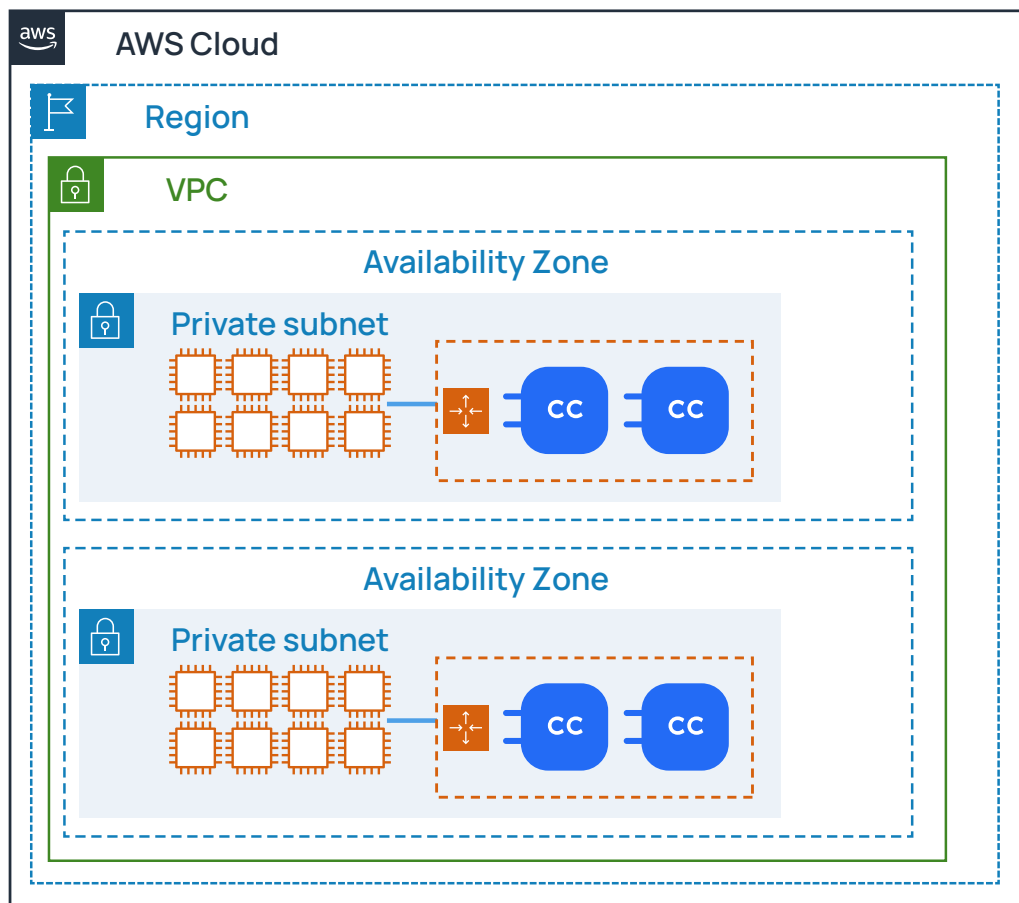 aws
AWS Cloud
Region
VPC
Availability Zone
Private subnet
CC
CC
Availability Zone
Private subnet
CC
CC